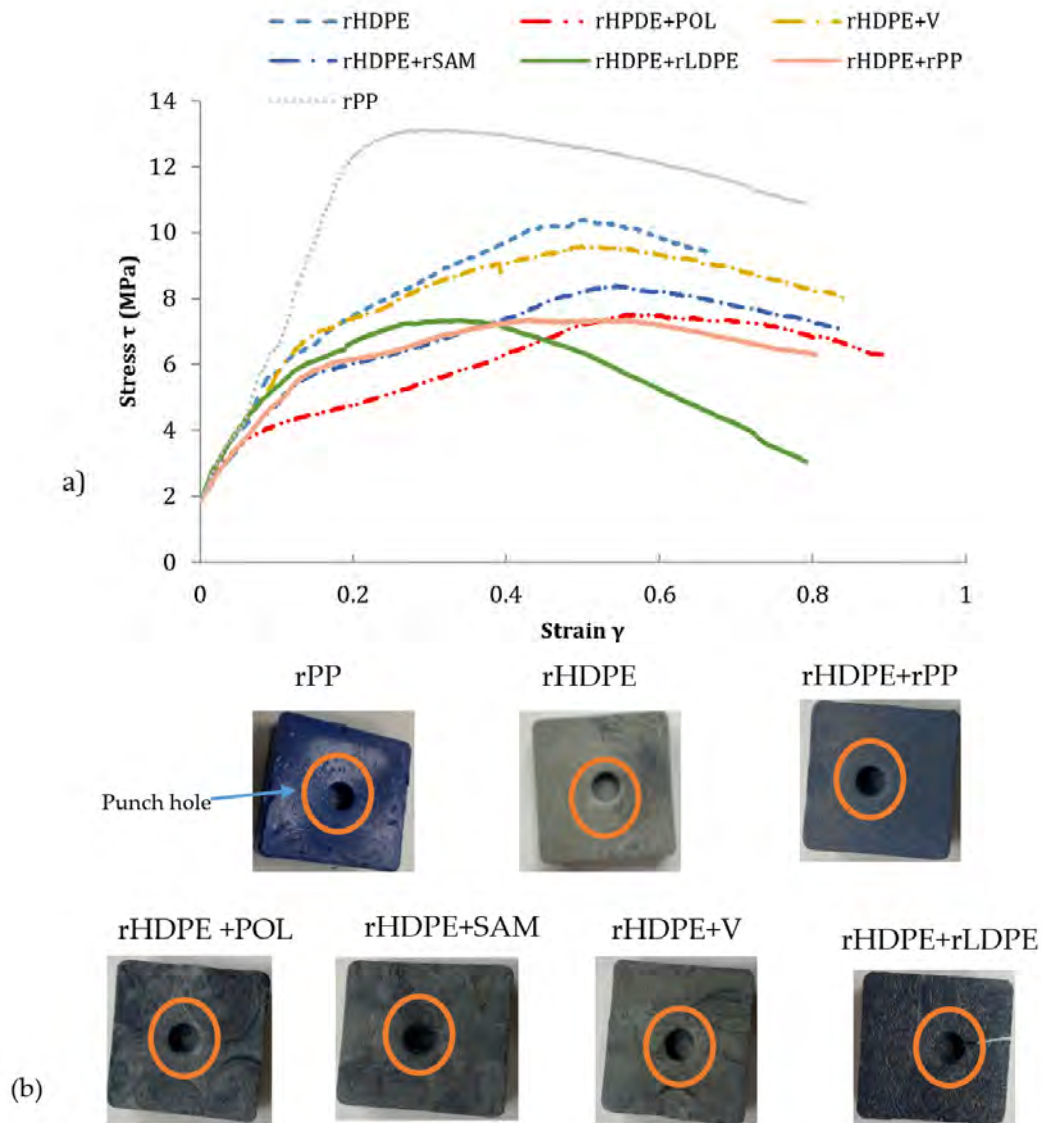 rHDPE rHPDE+POL rHDPE+V
rHDPE+rSAM rHDPE+rLDPE rHDPE+rPP
rPP
14
12
10
8
6
4
2
0
Stress τ (MPa)
a)
0 0.2 0.4 0.6 0.8 1
Strain γ
rPP rHDPE rHDPE+rPP
Punch hole
rHDPE +POL rHDPE+SAM rHDPE+V rHDPE+rLDPE
(b)